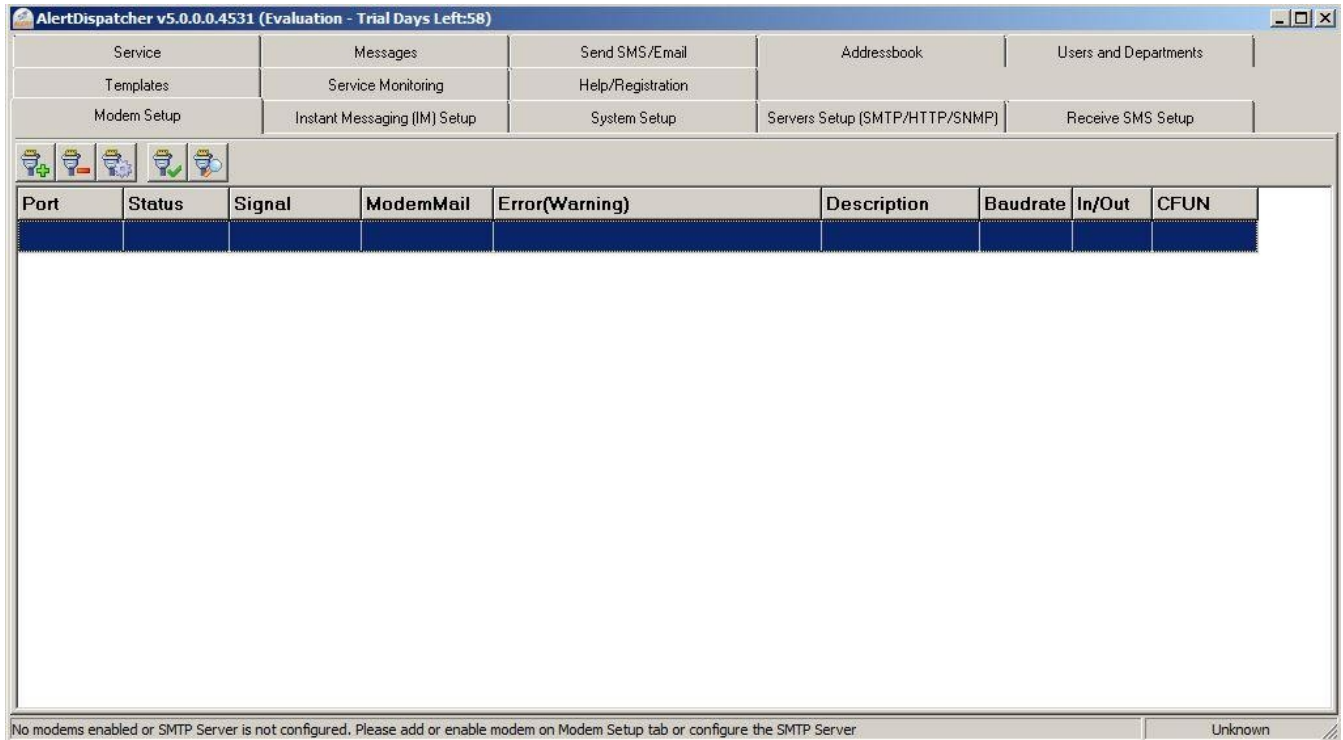 AlertDispatcher v5.0.0.0.4531 (Evaluation - Trial Days Left:58)
Service Messages Send SMS/Email Addressbook Users and Departments
Templates Service Monitoring Help/Registration
Modem Setup Instant Messaging (IM) Setup System Setup Servers Setup (SMTP/HTTP/SNMP) Receive SMS Setup
Port Status Signal ModemMail Error(Warning) Description Baudrate In/Out CFUN
No modems enabled or SMTP Server is not configured. Please add or enable modem on Modem Setup tab or configure the SMTP Server Unknown